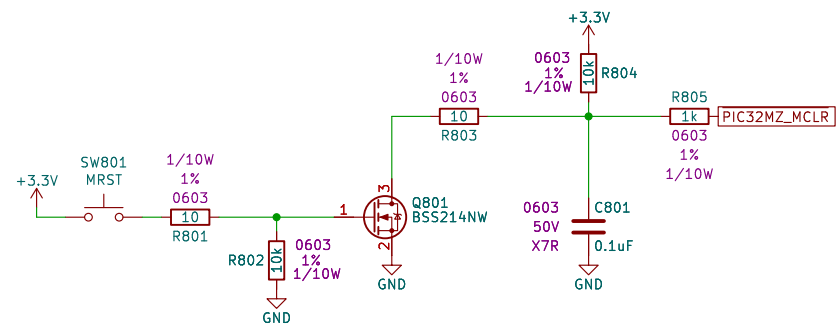 +3.3V
SW801
MRST
1/10W
1%
0603
10
R801
R802
10k
0603
1%
1/10W
GND
1
3
2
Q801
BSS214NW
GND
1/10W
1%
0603
10
R803
+3.3V
0603
1%
1/10W
10k
R804
R805
1k
0603
1%
1/10W
PIC32MZ_MCLR
0603
50V
X7R
C801
0.1uF
GND